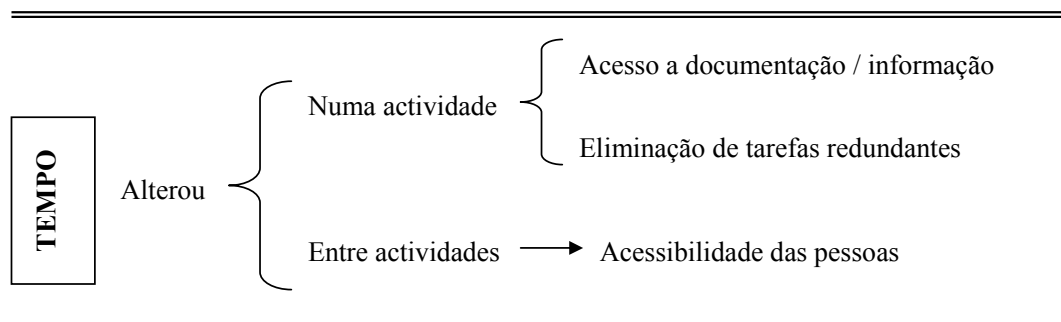 TEMPO
Alterou
Numa actividade
Acesso a documentação / informação
Eliminação de tarefas redundantes
Entre actividades
Acessibilidade das pessoas